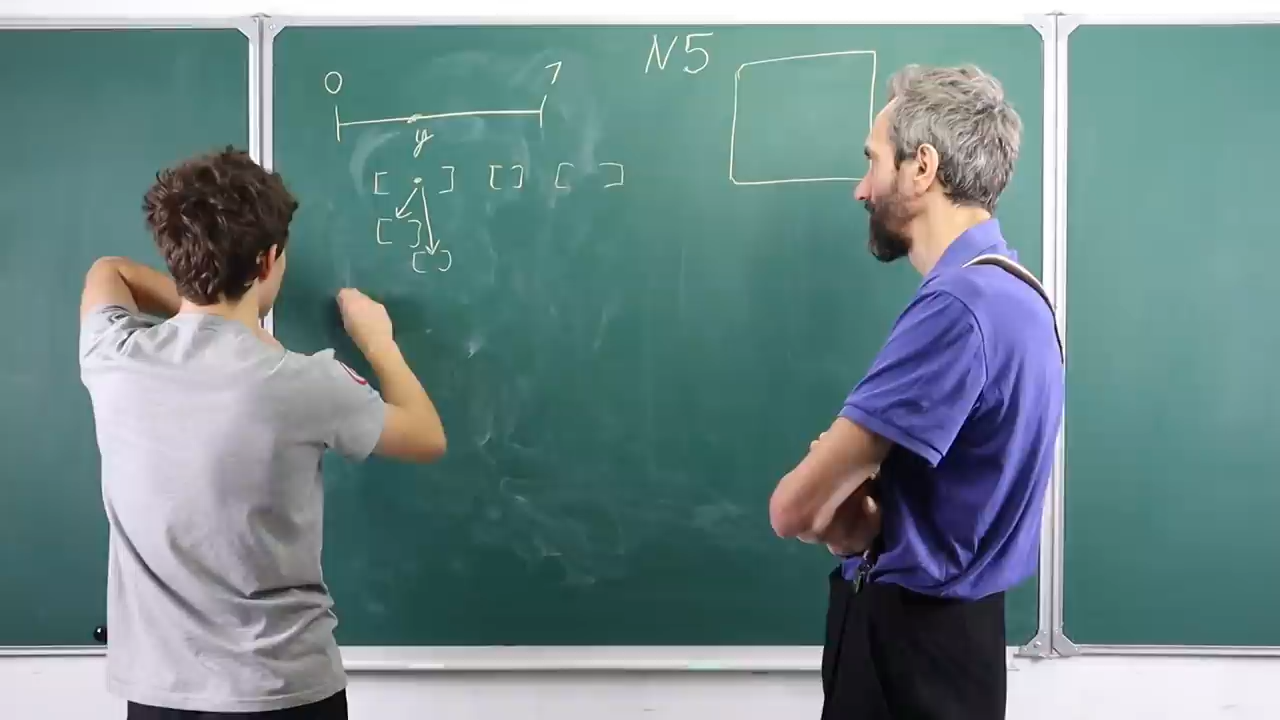 N5
0 1
y
[ ] [ ] [ ]
[ ]
[ ]